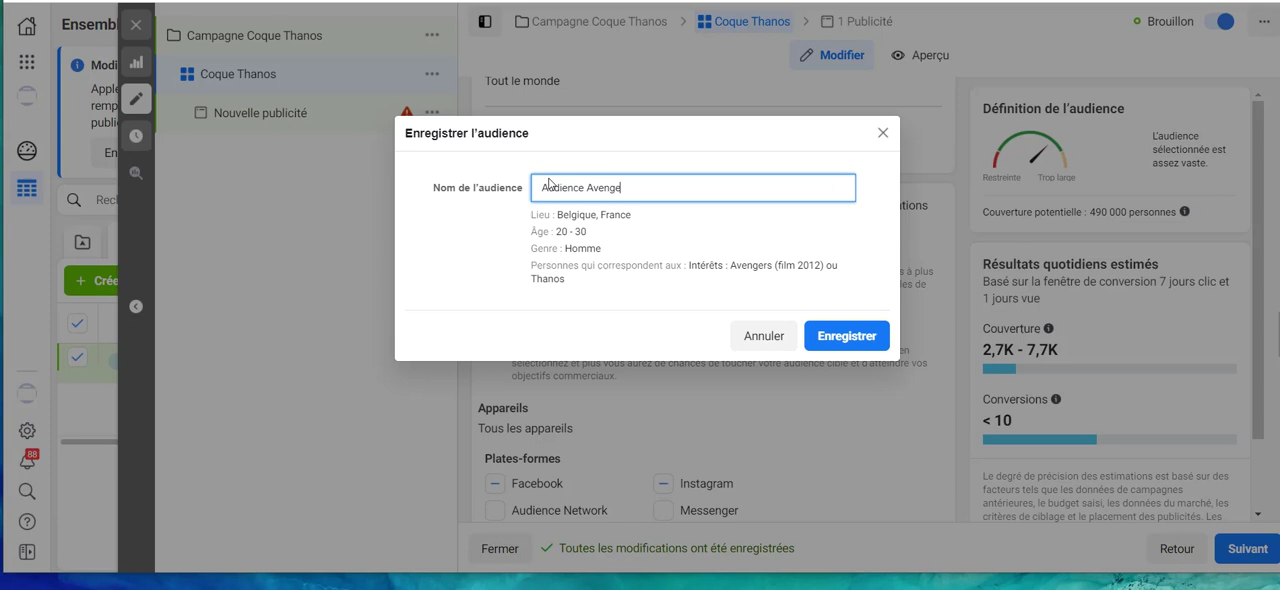 Ensembl
Campagne Coque Thanos
Coque Thanos
1 Publicité
Brouillon
Campagne Coque Thanos
Modifier
Aperçu
Modi
Coque Thanos
Tout le monde
Apple
remp
public
Nouvelle publicité
Définition de l'audience
L'audience
sélectionnée est
assez vaste.
Restreinte
Trop large
Couverture potentielle : 490 000 personnes
En
Rech
Enregistrer l'audience
Nom de l'audience
Audience Avenge
Lieu : Belgique, France
Âge : 20 - 30
Genre : Homme
Personnes qui correspondent aux : Intérêts : Avengers (film 2012) ou
Thanos
Annuler
Enregistrer
ations
s à plus
les de
en
sélectionnez et plus vous aurez de chances de toucher votre audience cible et d'atteindre vos
objectifs commerciaux.
Résultats quotidiens estimés
Basé sur la fenêtre de conversion 7 jours clic et
1 jours vue
Couverture
2,7K - 7,7K
Conversions
< 10
Crée
Appareils
Tous les appareils
Plates-formes
Facebook
Instagram
Audience Network
Messenger
Le degré de précision des estimations est basé sur des
facteurs tels que les données de campagnes
antérieures, le budget saisi, les données du marché, les
critères de ciblage et le placement des publicités. Les
88
Fermer
Toutes les modifications ont été enregistrées
Retour
Suivant